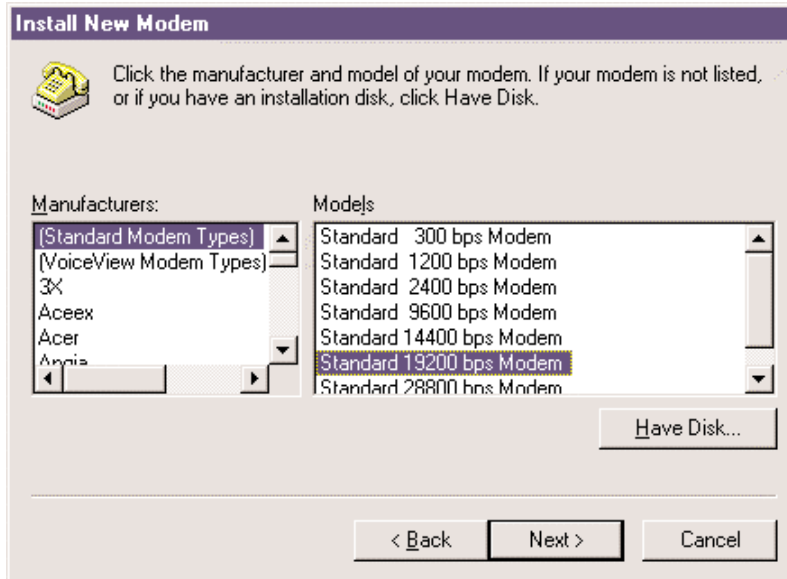 Install New Modem
Click the manufacturer and model of your modem. If your modem is not listed,
or if you have an installation disk, click Have Disk.
Manufacturers:
(Standard Modem Types)
(VoiceView Modem Types)
3X
Aceex
Acer
Angia
Models
Standard 300 bps Modem
Standard 1200 bps Modem
Standard 2400 bps Modem
Standard 9600 bps Modem
Standard 14400 bps Modem
Standard 19200 bps Modem
Standard 28800 bps Modem
Have Disk...
< Back
Next >
Cancel